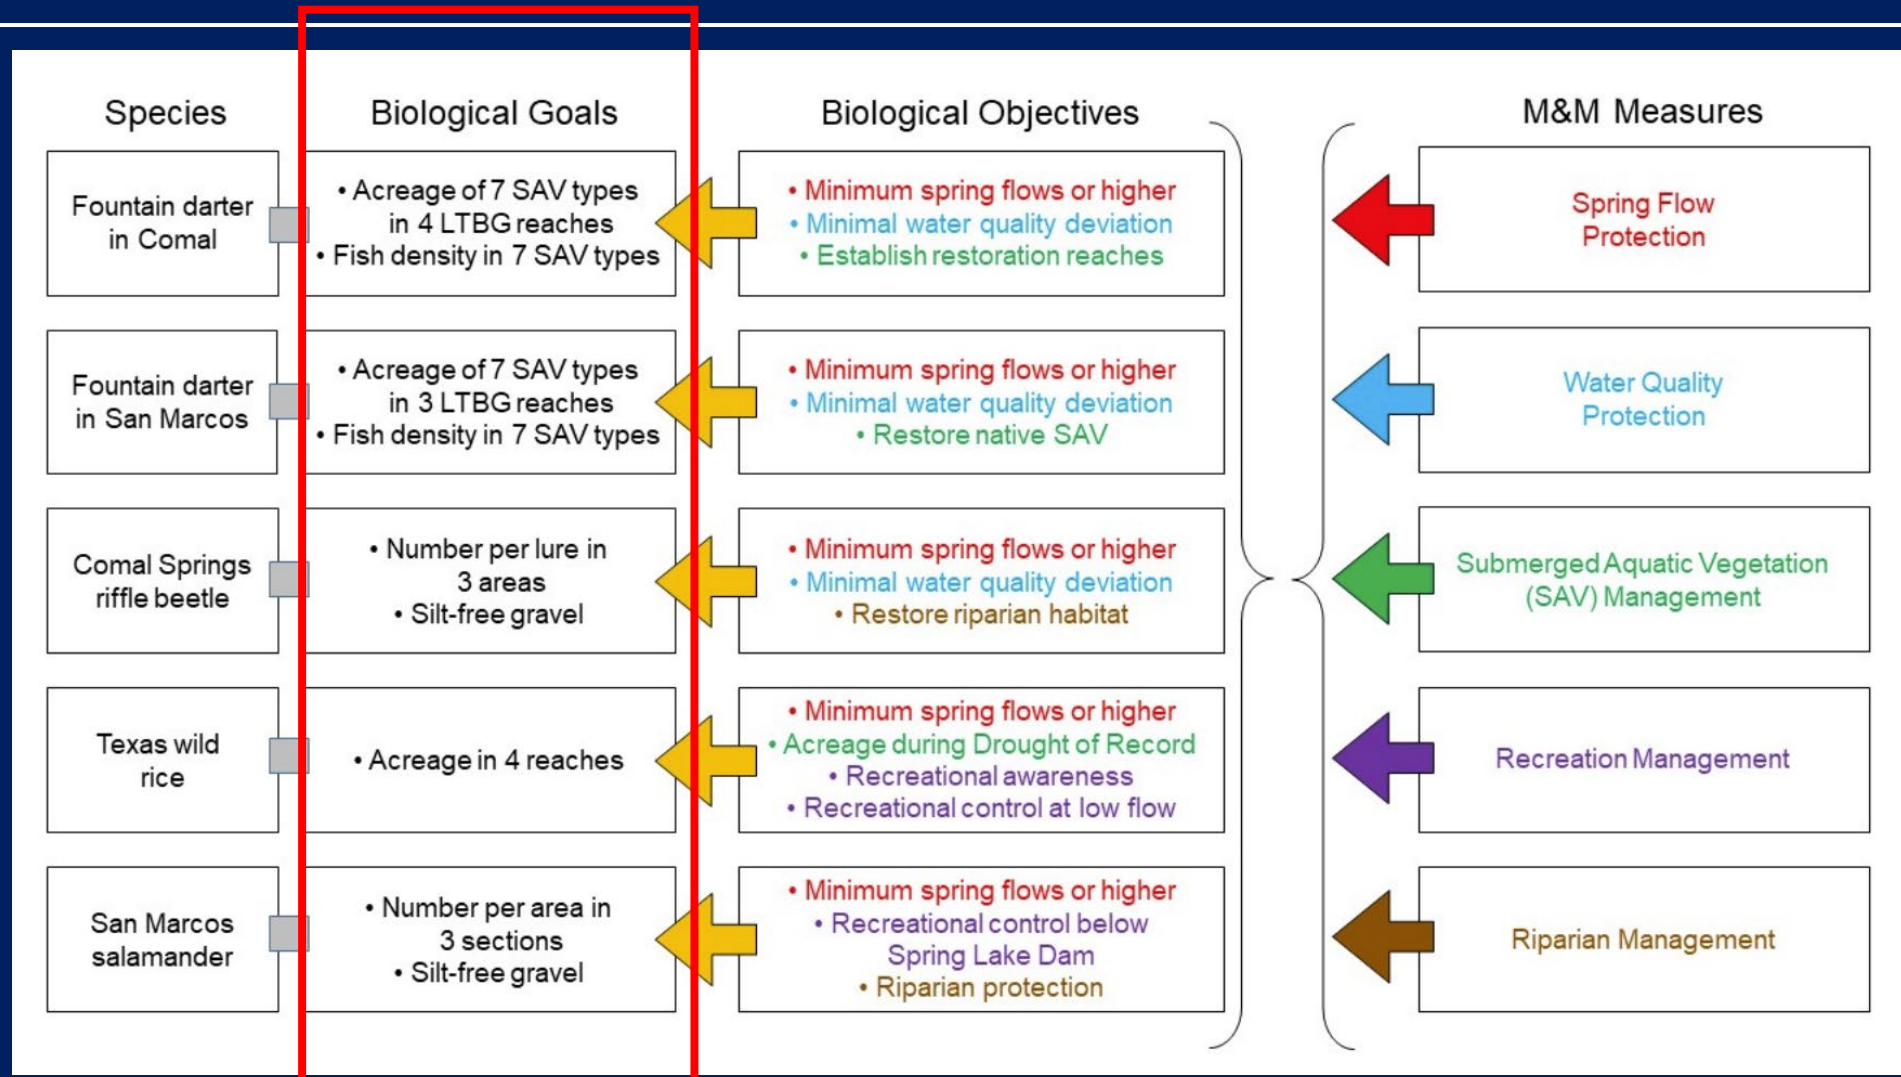 Species
Biological Goals
Biological Objectives
M&M Measures
Fountain darter
in Comal
• Acreage of 7 SAV types
in 4 LTBG reaches
• Fish density in 7 SAV types
• Minimum spring flows or higher
• Minimal water quality deviation
• Establish restoration reaches
Spring Flow
Protection
Fountain darter
in San Marcos
• Acreage of 7 SAV types
in 3 LTBG reaches
• Fish density in 7 SAV types
• Minimum spring flows or higher
• Minimal water quality deviation
• Restore native SAV
Water Quality
Protection
Comal Springs
riffle beetle
• Number per lure in
3 areas
• Silt-free gravel
• Minimum spring flows or higher
• Minimal water quality deviation
• Restore riparian habitat
Submerged Aquatic Vegetation
(SAV) Management
Texas wild
rice
• Acreage in 4 reaches
• Minimum spring flows or higher
• Acreage during Drought of Record
• Recreational awareness
• Recreational control at low flow
Recreation Management
San Marcos
salamander
• Number per area in
3 sections
• Silt-free gravel
• Minimum spring flows or higher
• Recreational control below
Spring Lake Dam
• Riparian protection
Riparian Management